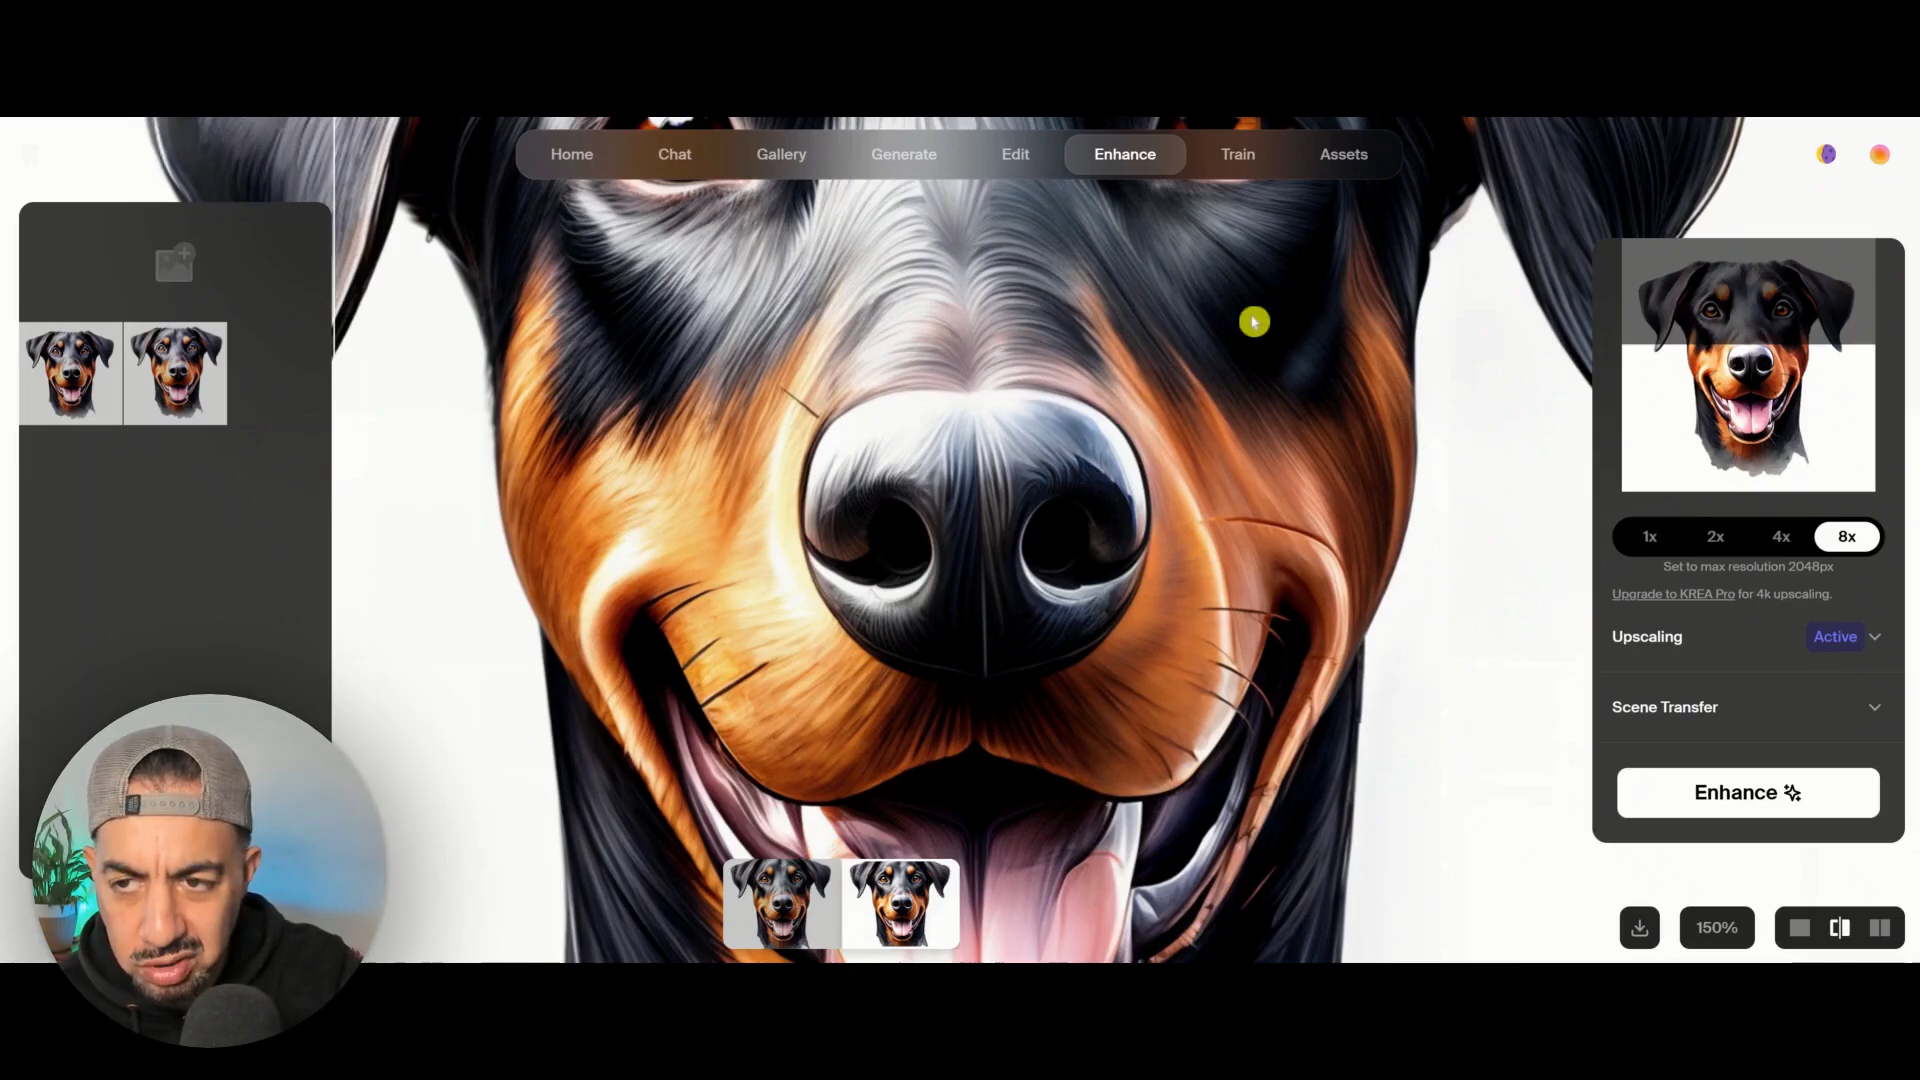 Home Chat Gallery Generate Edit Enhance Train Assets
1x 2x 4x 8x
Set to max resolution 2048px
Upgrade to KREA Pro for 4k upscaling.
Upscaling Active
Scene Transfer
Enhance
150%